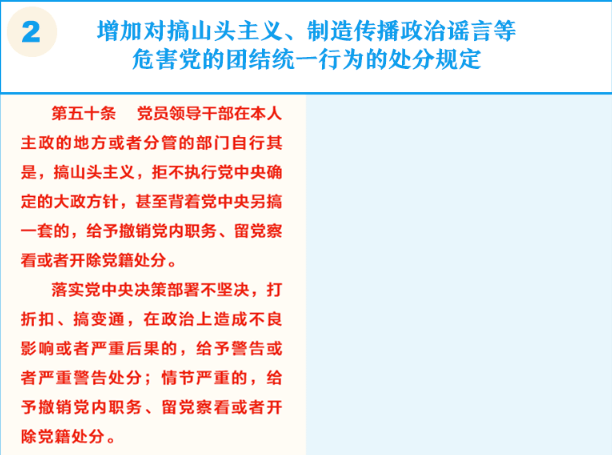 2
增加对搞山头主义、制造传播政治谣言等
危害党的团结统一行为的处分规定
第五十条 党员领导干部在本人
主政的地方或者分管的部门自行其
是，搞山头主义，拒不执行党中央确
定的大政方针，甚至背着党中央另搞
一套的，给予撤销党内职务、留党察
看或者开除党籍处分。
落实党中央决策部署不坚决，打
折扣、搞变通，在政治上造成不良
影响或者严重后果的，给予警告或
者严重警告处分；情节严重的，给
予撤销党内职务、留党察看或者开
除党籍处分。